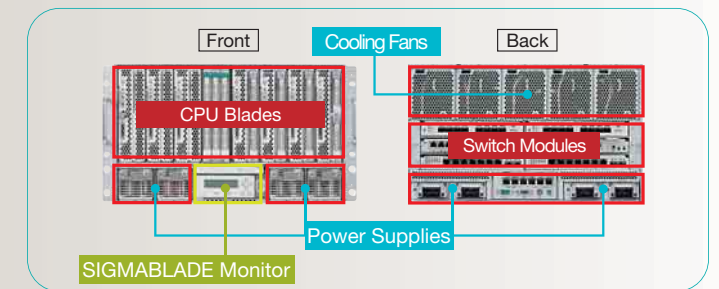 Front
Cooling Fans
Back
CPU Blades
Switch Modules
Power Supplies
SIGMABLADE Monitor